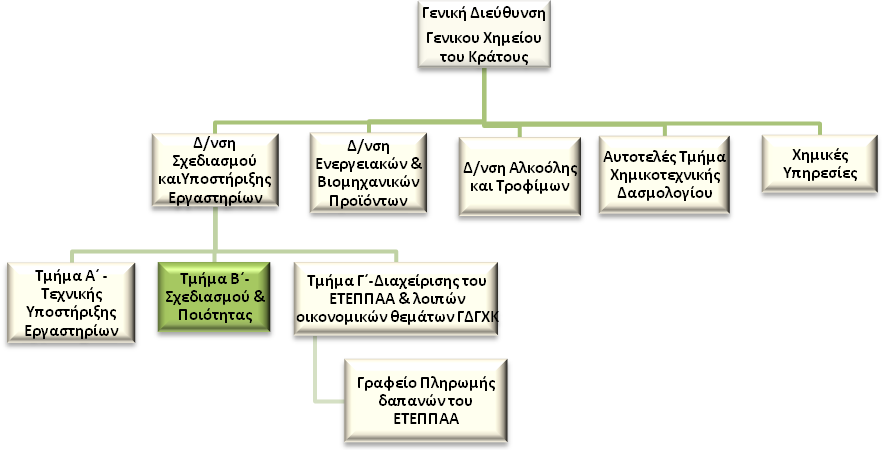 Γενική Διεύθυνση
Γενικου Χημείου
του Κράτους
Δ/νση
Σχεδιασμού
καιΥποστήριξης
Εργαστηρίων
Δ/νση
Ενεργειακών &
Βιομηχανικών
Προϊόντων
Δ/νση Αλκοόλης
και Τροφίμων
Αυτοτελές Τμήμα
Χημικοτεχνικής
Δασμολογίου
Χημικές
Υπηρεσίες
Τμήμα Α΄ -
Τεχνικής
Υποστήριξης
Εργαστηρίων
Τμήμα Β΄-
Σχεδιασμού &
Ποιότητας
Τμήμα Γ΄-Διαχείρισης του
ΕΤΕΠΠΑΑ & λοιπών
οικονομικών θεμάτων ΓΔΓΧΚ
Γραφείο Πληρωμής
δαπανών του
ΕΤΕΠΠΑΑ